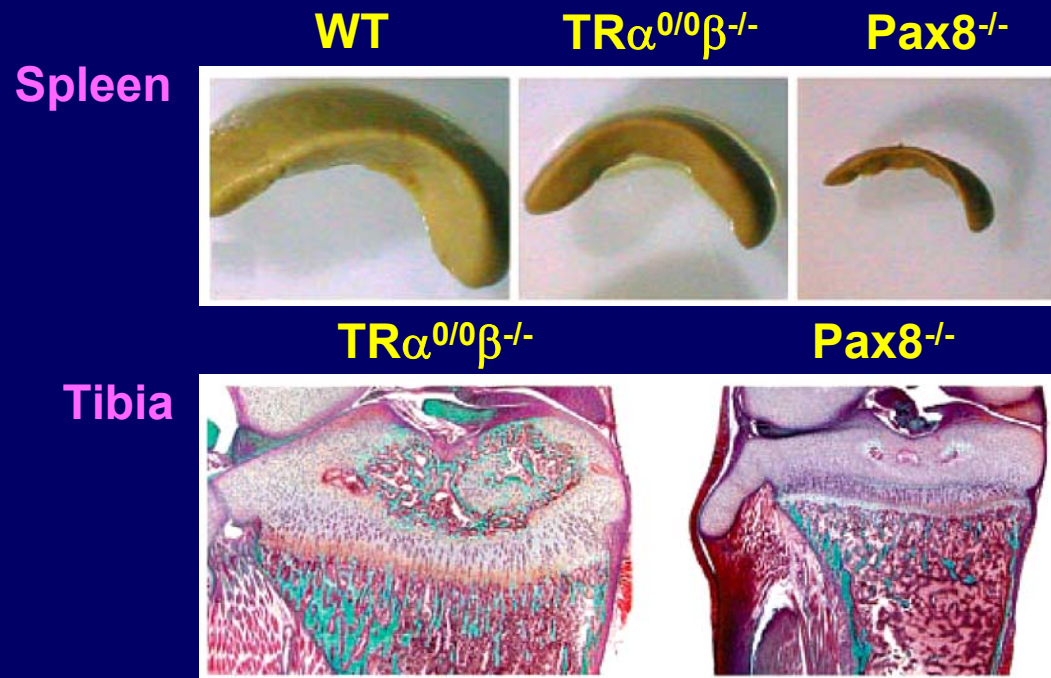 WT TRα⁰/⁰β⁻/⁻ Pax8⁻/⁻
Spleen
TRα⁰/⁰β⁻/⁻ Pax8⁻/⁻
Tibia